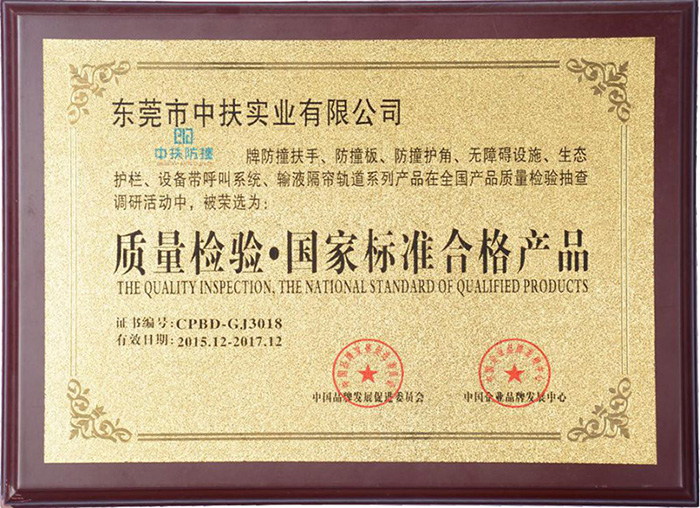 东莞市中扶实业有限公司
中扶防撞 牌防撞扶手、防撞板、防撞护角、无障碍设施、生态
护栏、设备带呼叫系统、输液隔帘轨道系列产品在全国产品质量检验抽查
调研活动中，被荣选为：
质量检验·国家标准合格产品
THE QUALITY INSPECTION, THE NATIONAL STANDARD OF QUALIFIED PRODUCTS
证书编号:CPBD-GJ3018
有效日期:2015.12-2017.12
中国品牌发展促进委员会 中国企业品牌发展中心